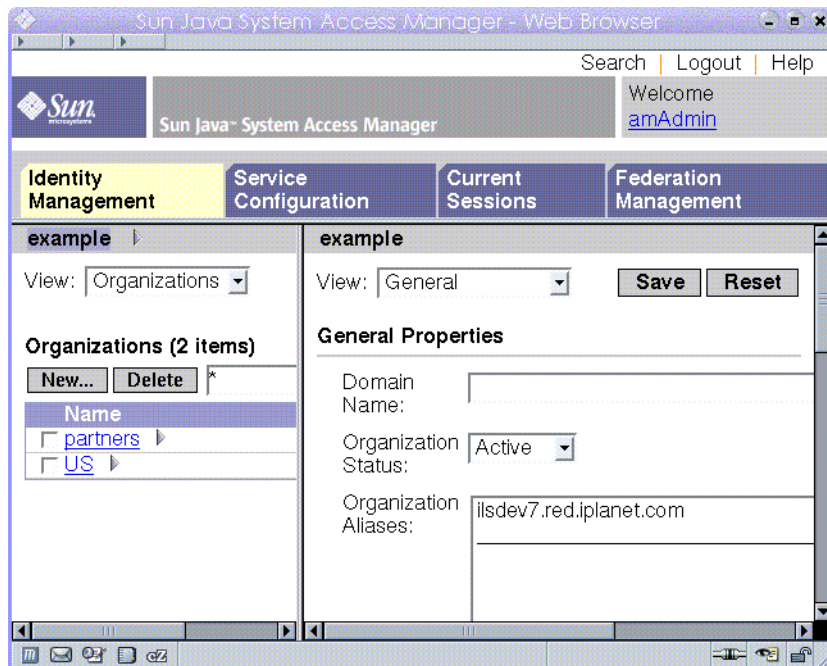 Sun Java System Access Manager - Web Browser
Search | Logout | Help
Sun
microsystems
Sun Java™ System Access Manager
Welcome
amAdmin
Identity
Management
Service
Configuration
Current
Sessions
Federation
Management
example
View: Organizations
Organizations (2 items)
New... Delete *
Name
partners
US
example
View: General Save Reset
General Properties
Domain
Name:
Organization
Status: Active
Organization
Aliases: ilsdev7.red.iplanet.com